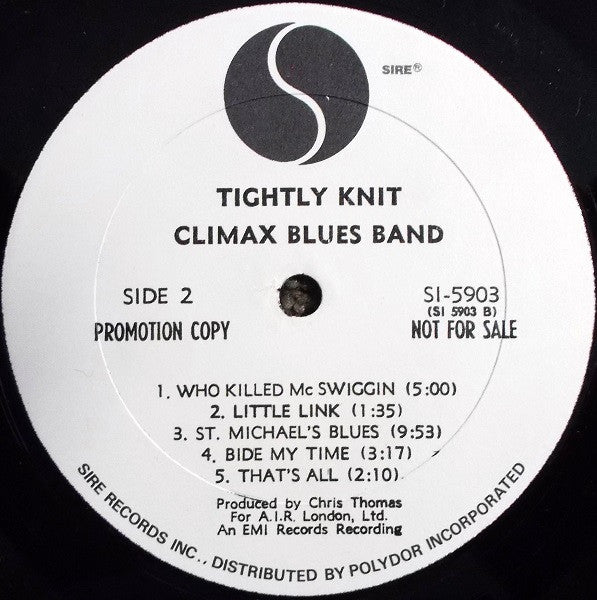 SIRE®
TIGHTLY KNIT
CLIMAX BLUES BAND
SIDE 2
PROMOTION COPY
SI-5903
(SI 5903 B)
NOT FOR SALE
1. WHO KILLED Mc SWIGGIN (5:00)
2. LITTLE LINK (1:35)
3. ST. MICHAEL'S BLUES (9:53)
4. BIDE MY TIME (3:17)
5. THAT'S ALL (2:10)
Produced by Chris Thomas
For A.I.R. London, Ltd.
An EMI Records Recording
SIRE RECORDS INC., DISTRIBUTED BY POLYDOR INCORPORATED